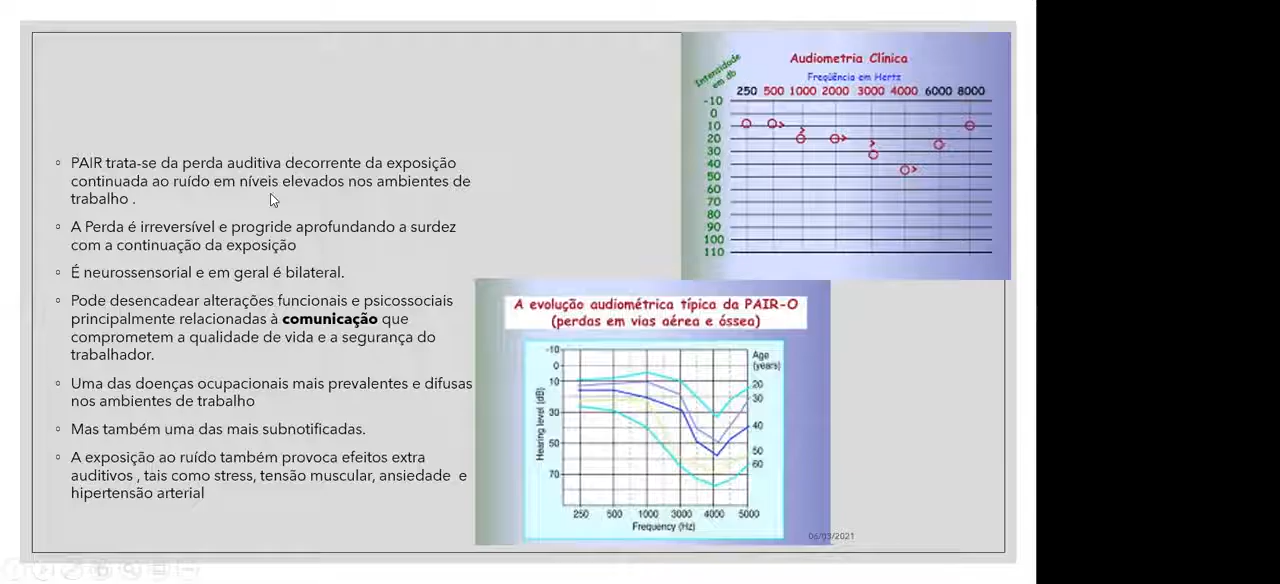 PAIR trata-se da perda auditiva decorrente da exposição
continuada ao ruído em níveis elevados nos ambientes de
trabalho .
A Perda é irreversível e progride aprofundando a surdez
com a continuação da exposição
É neurossensorial e em geral é bilateral.
Pode desencadear alterações funcionais e psicossociais
principalmente relacionadas à comunicação que
comprometem a qualidade de vida e a segurança do
trabalhador.
Uma das doenças ocupacionais mais prevalentes e difusas
nos ambientes de trabalho
Mas também uma das mais subnotificadas.
A exposição ao ruído também provoca efeitos extra
auditivos , tais como stress, tensão muscular, ansiedade e
hipertensão arterial
Audiometria Clínica
Intensidade
em db
Freqüência em Hertz
250 500 1000 2000 3000 4000 6000 8000
-10
0
10
20
30
40
50
60
70
80
90
100
110
A evolução audiométrica típica da PAIR-O
(perdas em vias aérea e óssea)
Hearing level (dB)
-10
0
10
30
50
70
Age
(years)
20
30
40
50
60
250 500 1000 3000 4000 5000
Frequency (Hz)
06/03/2021